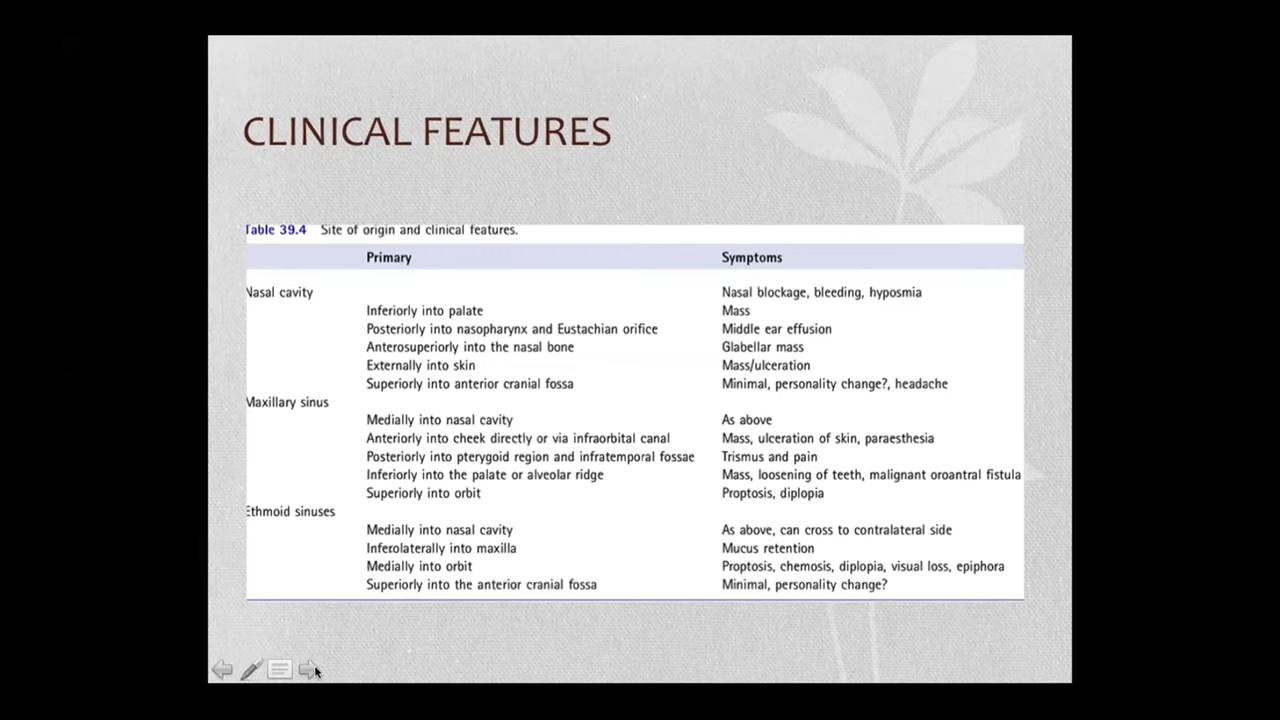 CLINICAL FEATURES
Table 39.4 Site of origin and clinical features.
Primary Symptoms
Nasal cavity Nasal blockage, bleeding, hyposmia
Inferiorly into palate Mass
Posteriorly into nasopharynx and Eustachian orifice Middle ear effusion
Anterosuperiorly into the nasal bone Glabellar mass
Externally into skin Mass/ulceration
Superiorly into anterior cranial fossa Minimal, personality change?, headache
Maxillary sinus
Medially into nasal cavity As above
Anteriorly into cheek directly or via infraorbital canal Mass, ulceration of skin, paraesthesia
Posteriorly into pterygoid region and infratemporal fossae Trismus and pain
Inferiorly into the palate or alveolar ridge Mass, loosening of teeth, malignant oroantral fistula
Superiorly into orbit Proptosis, diplopia
Ethmoid sinuses
Medially into nasal cavity As above, can cross to contralateral side
Inferolaterally into maxilla Mucus retention
Medially into orbit Proptosis, chemosis, diplopia, visual loss, epiphora
Superiorly into the anterior cranial fossa Minimal, personality change?